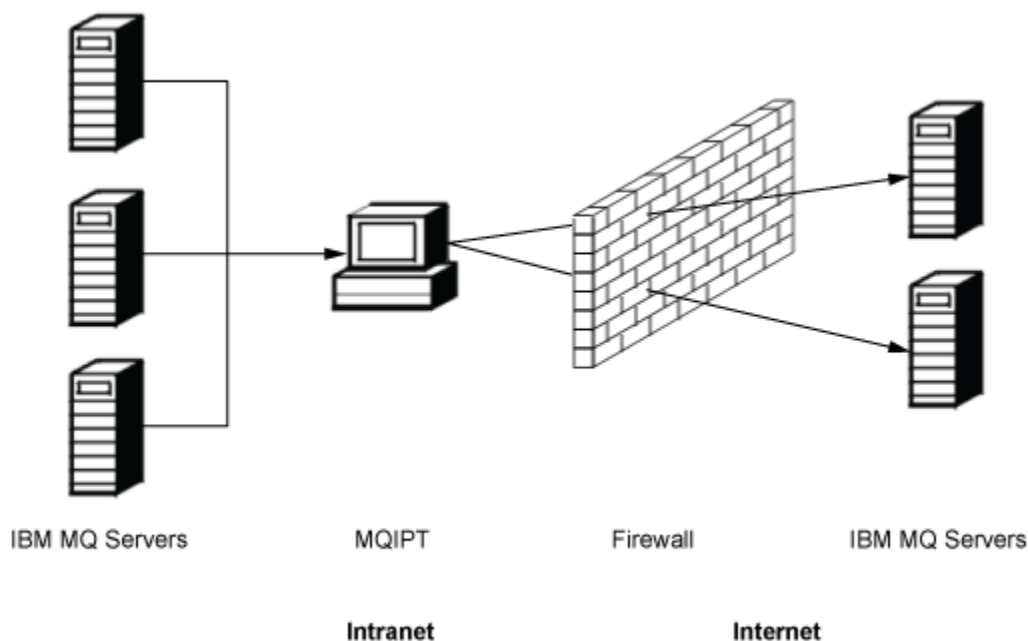 IBM MQ Servers
MQIPT
Firewall
IBM MQ Servers
Intranet
Internet